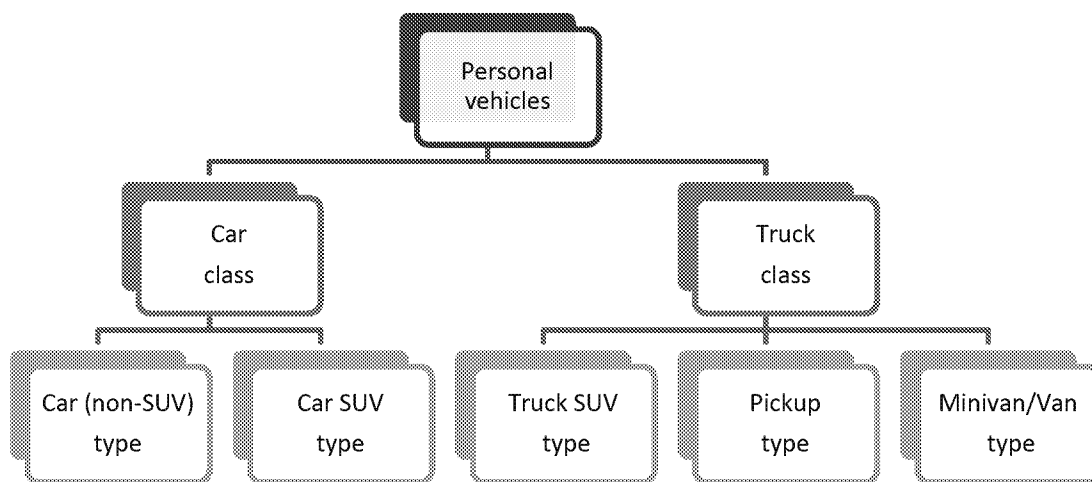 Personal
vehicles
Car
class
Truck
class
Car (non-SUV)
type
Car SUV
type
Truck SUV
type
Pickup
type
Minivan/Van
type